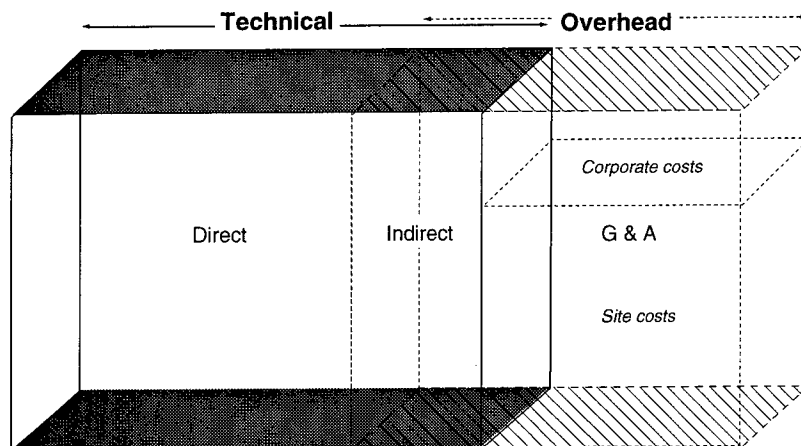 Technical
Overhead
Corporate costs
Direct
Indirect
G & A
Site costs